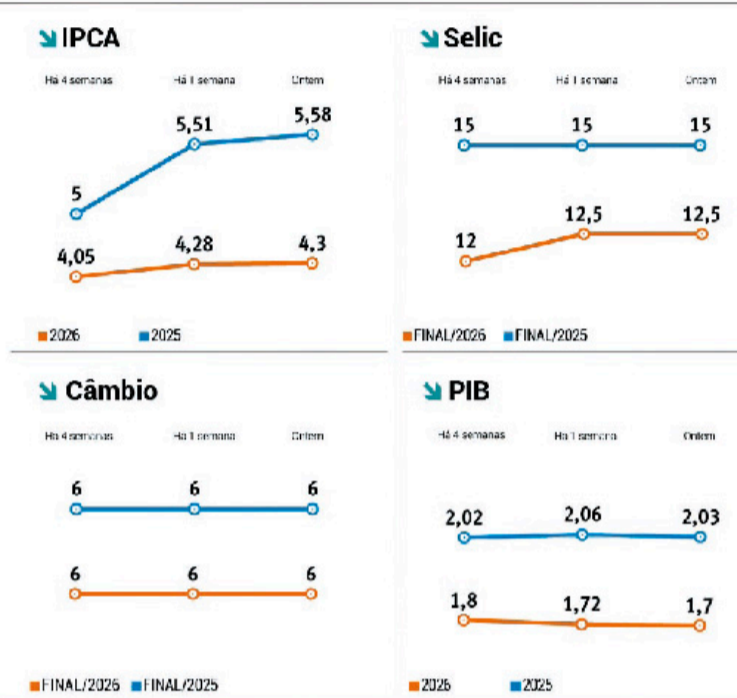 IPCA
Há 4 semanas Há 1 semana Ontem
5 5,51 5,58
4,05 4,28 4,3
2026 2025
Selic
Há 4 semanas Há 1 semana Ontem
15 15 15
12 12,5 12,5
FINAL/2026 FINAL/2025
Câmbio
Há 4 semanas Há 1 semana Ontem
6 6 6
6 6 6
FINAL/2026 FINAL/2025
PIB
Há 4 semanas Há 1 semana Ontem
2,02 2,06 2,03
1,8 1,72 1,7
2026 2025